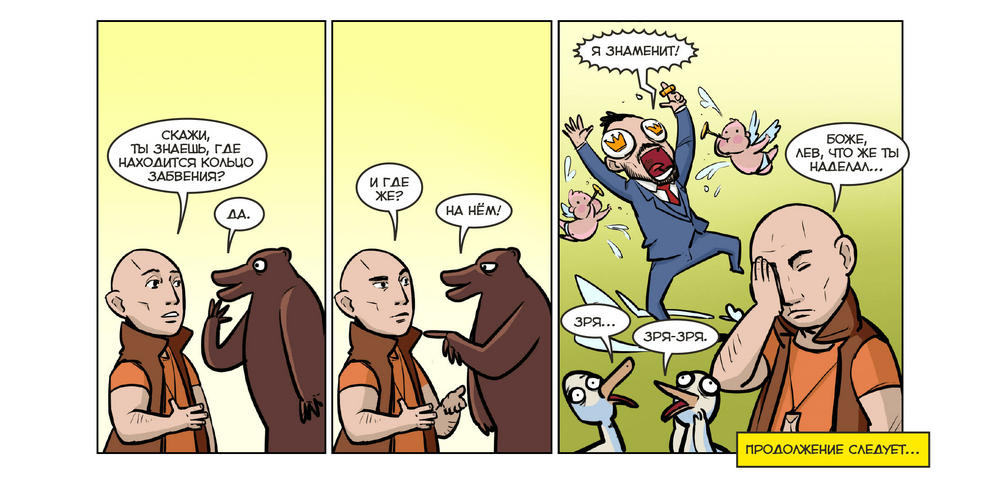 СКАЖИ,
ТЫ ЗНАЕШЬ, ГДЕ
НАХОДИТСЯ КОЛЬЦО
ЗАБВЕНИЯ?
ДА.
И ГДЕ
ЖЕ?
НА НЁМ!
Я ЗНАМЕНИТ!
БОЖЕ,
ЛЕВ, ЧТО ЖЕ ТЫ
НАДЕЛАЛ...
ЗРЯ...
ЗРЯ-ЗРЯ.
ПРОДОЛЖЕНИЕ СЛЕДУЕТ...